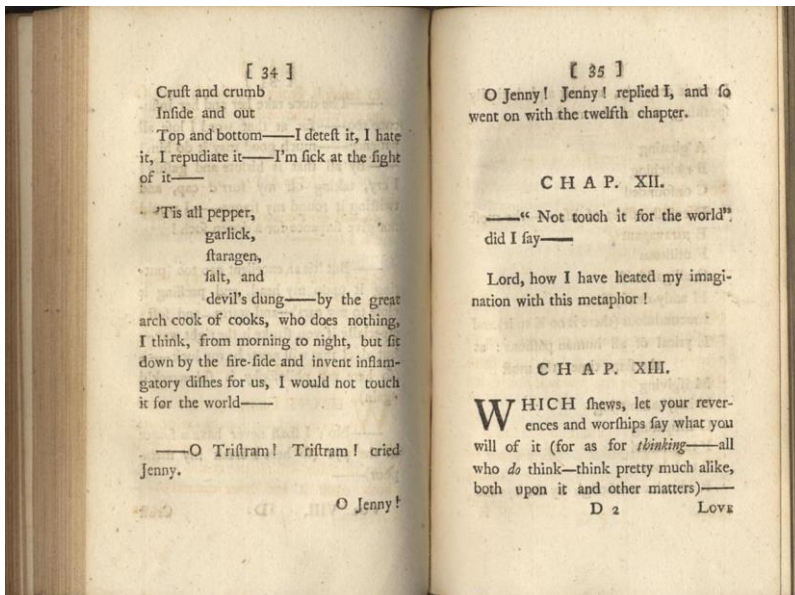 [ 34 ]
Cruſt and crumb
Inſide and out
Top and bottom——I deteſt it, I hate
it, I repudiate it——I'm ſick at the ſight
of it——
'Tis all pepper,
garlick,
ſtaragen,
ſalt, and
devil's dung——by the great
arch cook of cooks, who does nothing,
I think, from morning to night, but ſit
down by the fire-ſide and invent inflam-
gatory diſhes for us, I would not touch
it for the world——
——O Triſtram! Triſtram! cried
Jenny.
O Jenny!
[ 35 ]
O Jenny! Jenny! replied I, and ſo
went on with the twelfth chapter.
CHAP. XII.
——“ Not touch it for the world”
did I ſay——
Lord, how I have heated my imagi-
nation with this metaphor!
CHAP. XIII.
WHICH ſhews, let your rever-
ences and worſhips ſay what you
will of it (for as for thinking——all
who do think—think pretty much alike,
both upon it and other matters)——
D 2 LOVE